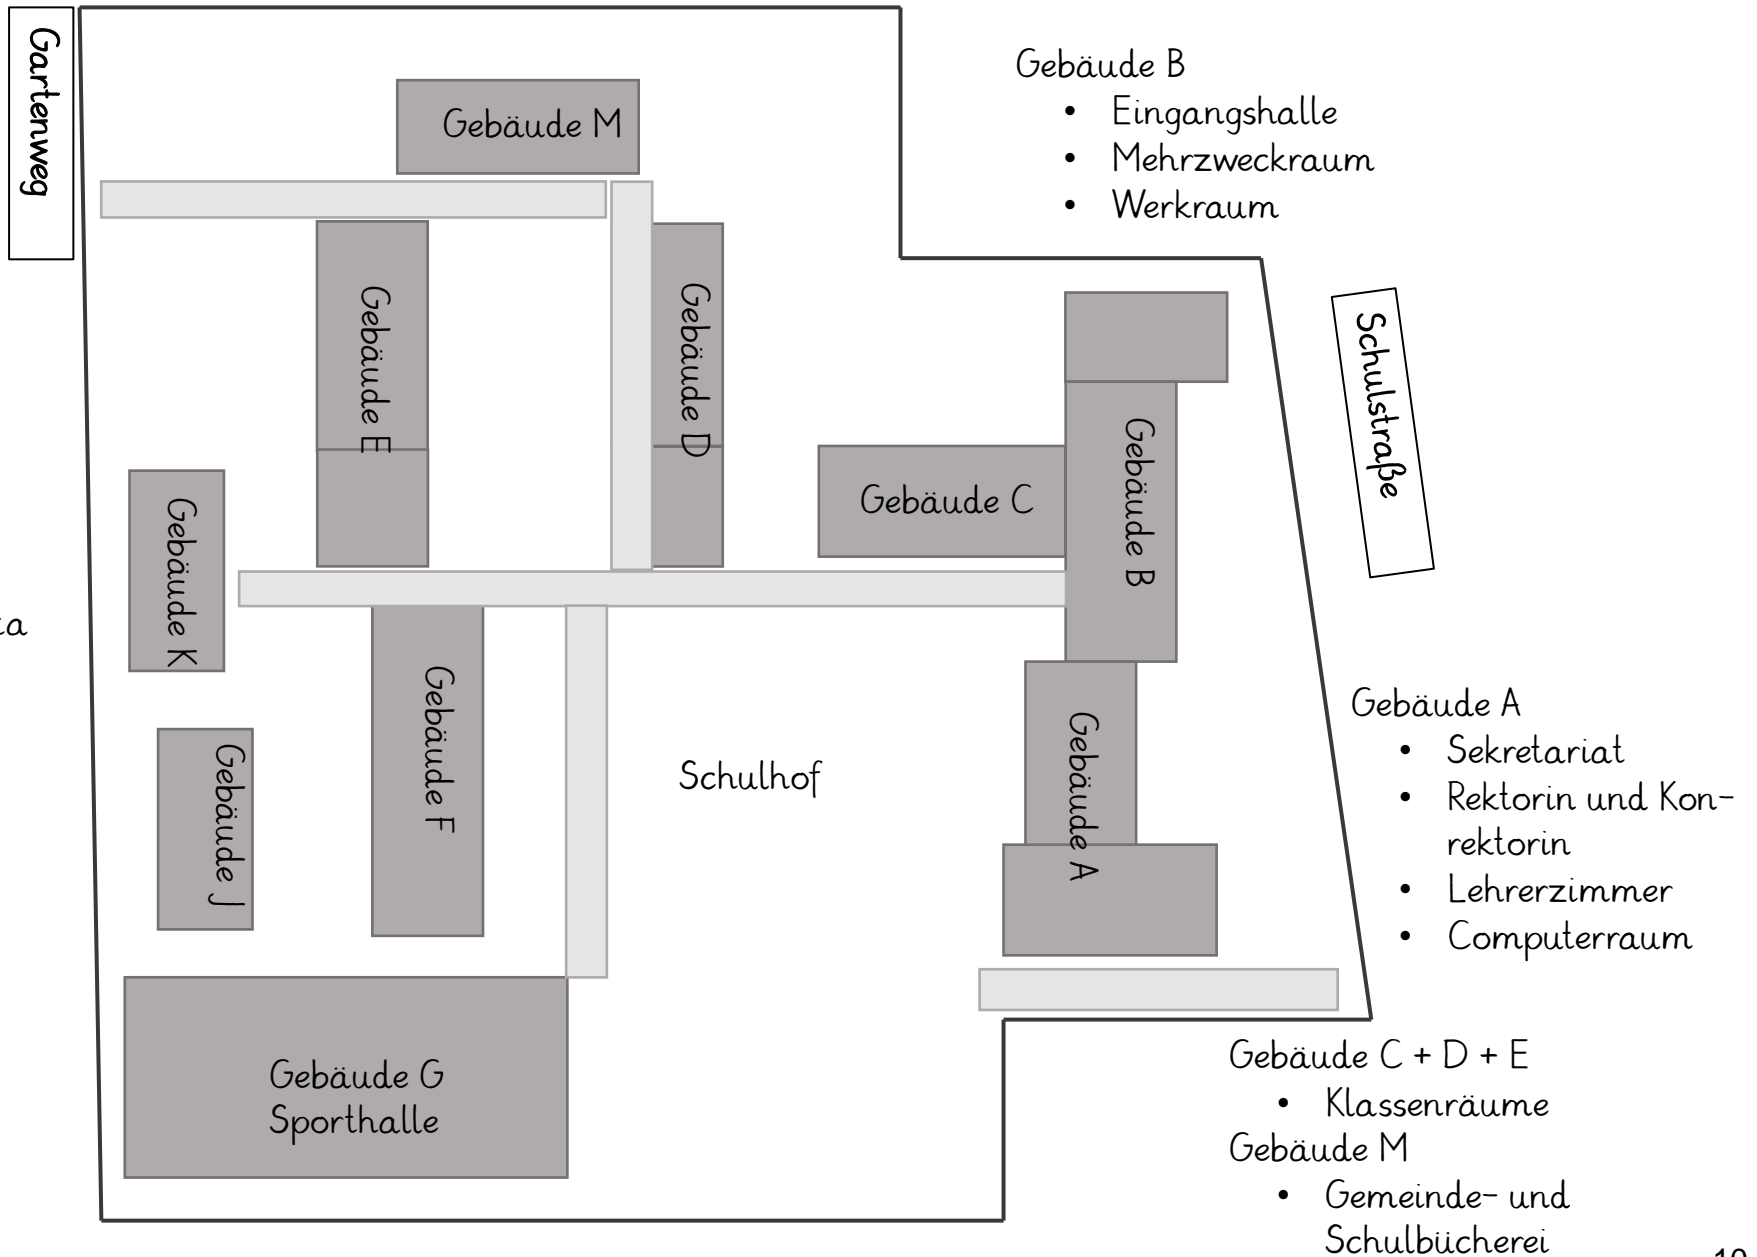 Gartenweg
Gebäude M
Gebäude B
• Eingangshalle
• Mehrzweckraum
• Werkraum
Gebäude E
Gebäude D
Schulstraße
Gebäude C
Gebäude B
Gebäude K
Gebäude F
Gebäude J
Schulhof
Gebäude A
Gebäude A
• Sekretariat
• Rektorin und Kon-
rektorin
• Lehrerzimmer
• Computerraum
Gebäude G
Sporthalle
Gebäude C + D + E
• Klassenräume
Gebäude M
• Gemeinde- und
Schulbücherei